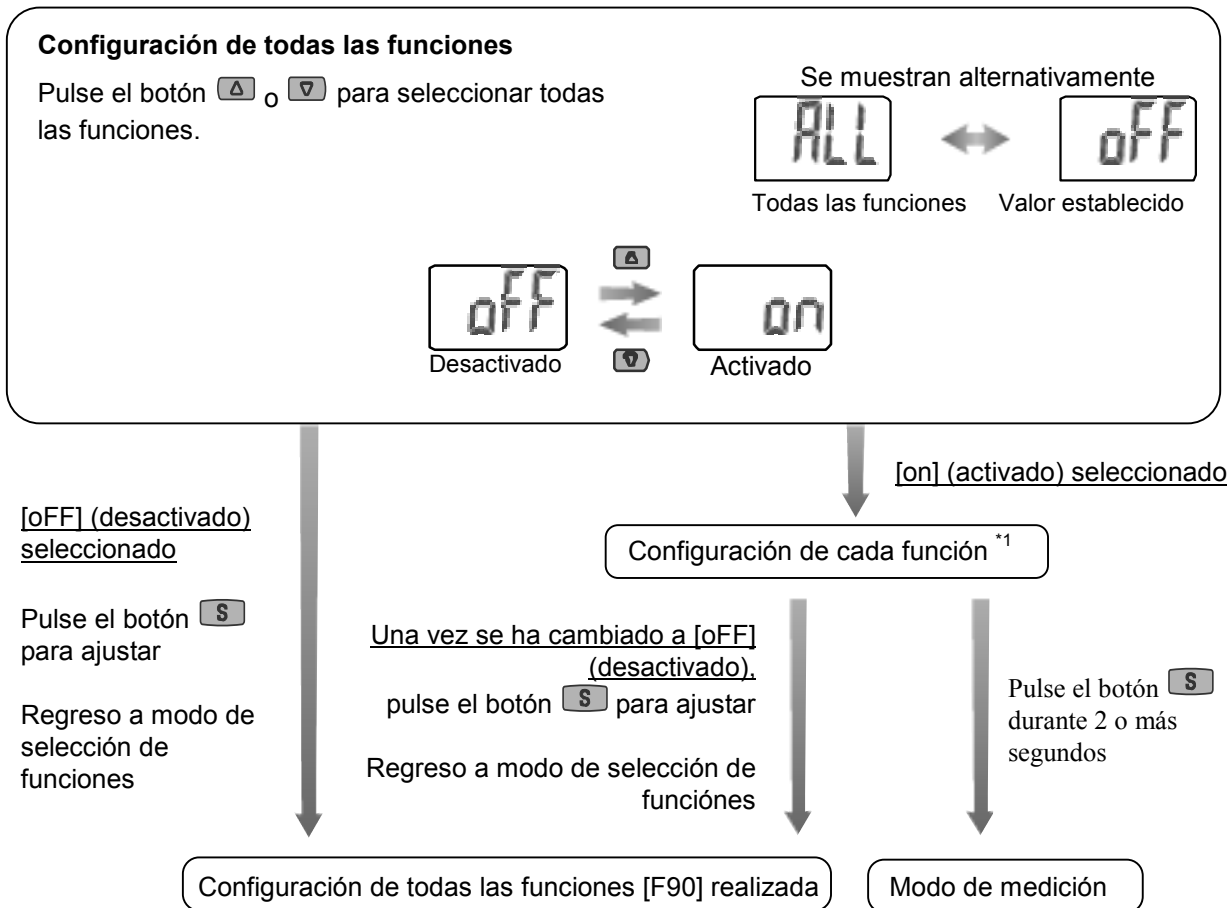 Configuración de todas las funciones
Pulse el botón o para seleccionar todas
las funciones.
Se muestran alternativamente
ALL
oFF
Todas las funciones
Valor establecido
oFF
on
Desactivado
Activado
[on] (activado) seleccionado
[oFF] (desactivado)
seleccionado
Configuración de cada función *1
Pulse el botón S
para ajustar
Regreso a modo de
selección de
funciones
Una vez se ha cambiado a [oFF]
(desactivado),
pulse el botón S para ajustar
Regreso a modo de selección de
funciónes
Pulse el botón S
durante 2 o más
segundos
Configuración de todas las funciones [F90] realizada
Modo de medición